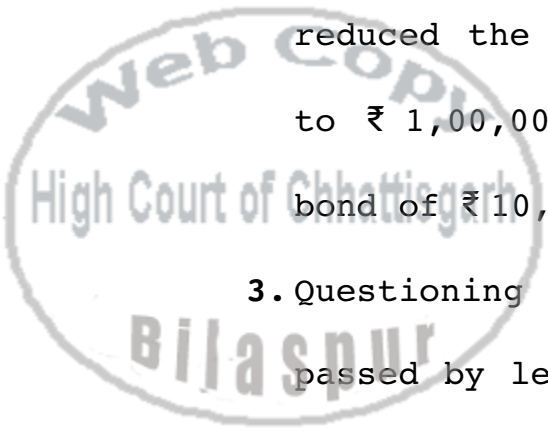 reduced the
to ₹ 1,00,00
bond of ₹ 10,
3. Questioning
passed by le
Web Copy
High Court of Chhattisgarh
Bilaspur